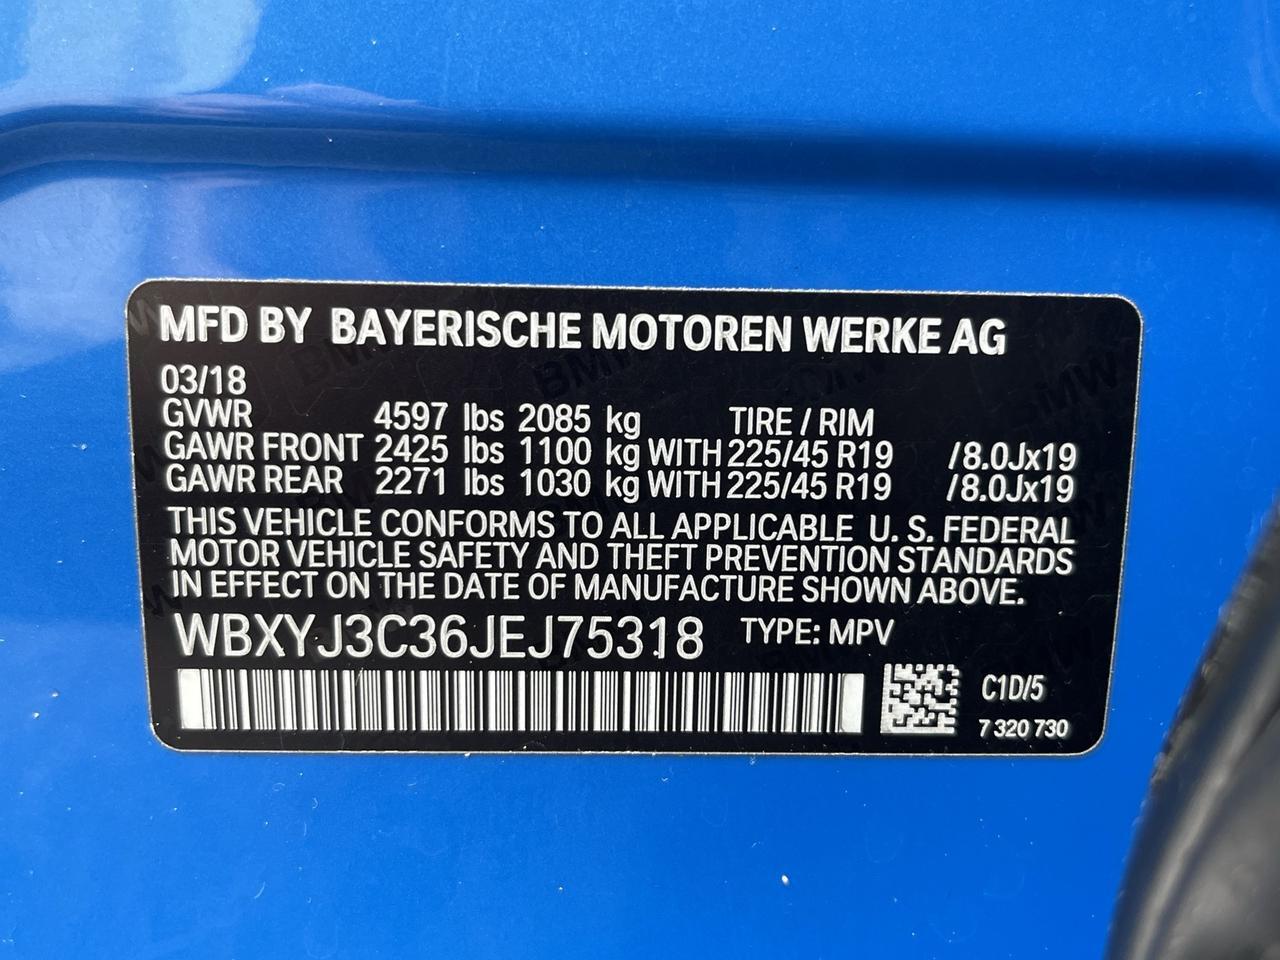 MFD BY BAYERISCHE MOTOREN WERKE AG
03/18
GVWR 4597 lbs 2085 kg TIRE / RIM
GAWR FRONT 2425 lbs 1100 kg WITH 225/45 R19 /8.0Jx19
GAWR REAR 2271 lbs 1030 kg WITH 225/45 R19 /8.0Jx19
THIS VEHICLE CONFORMS TO ALL APPLICABLE U. S. FEDERAL
MOTOR VEHICLE SAFETY AND THEFT PREVENTION STANDARDS
IN EFFECT ON THE DATE OF MANUFACTURE SHOWN ABOVE.
WBXYJ3C36JEJ75318 TYPE: MPV
C1D/5
7 320 730